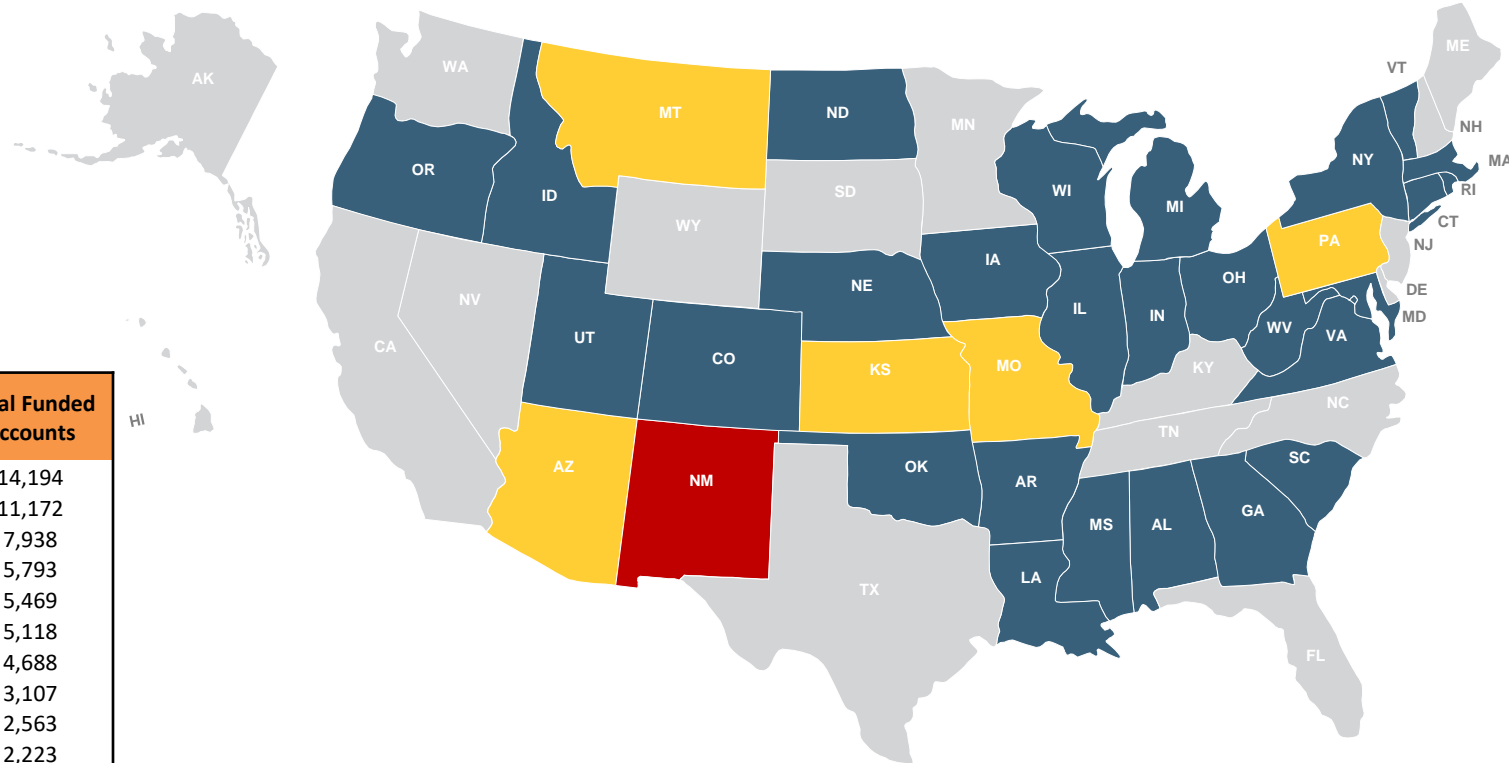 al Funded
ccounts
14,194
11,172
7,938
5,793
5,469
5,118
4,688
3,107
2,563
2,223
AK
HI
WA
OR
CA
NV
ID
MT
WY
UT
CO
AZ
NM
ND
SD
NE
KS
OK
TX
MN
IA
MO
AR
LA
WI
IL
MI
IN
OH
KY
TN
MS
AL
GA
FL
SC
NC
VA
WV
PA
NY
VT
ME
NH
MA
RI
CT
NJ
DE
MD